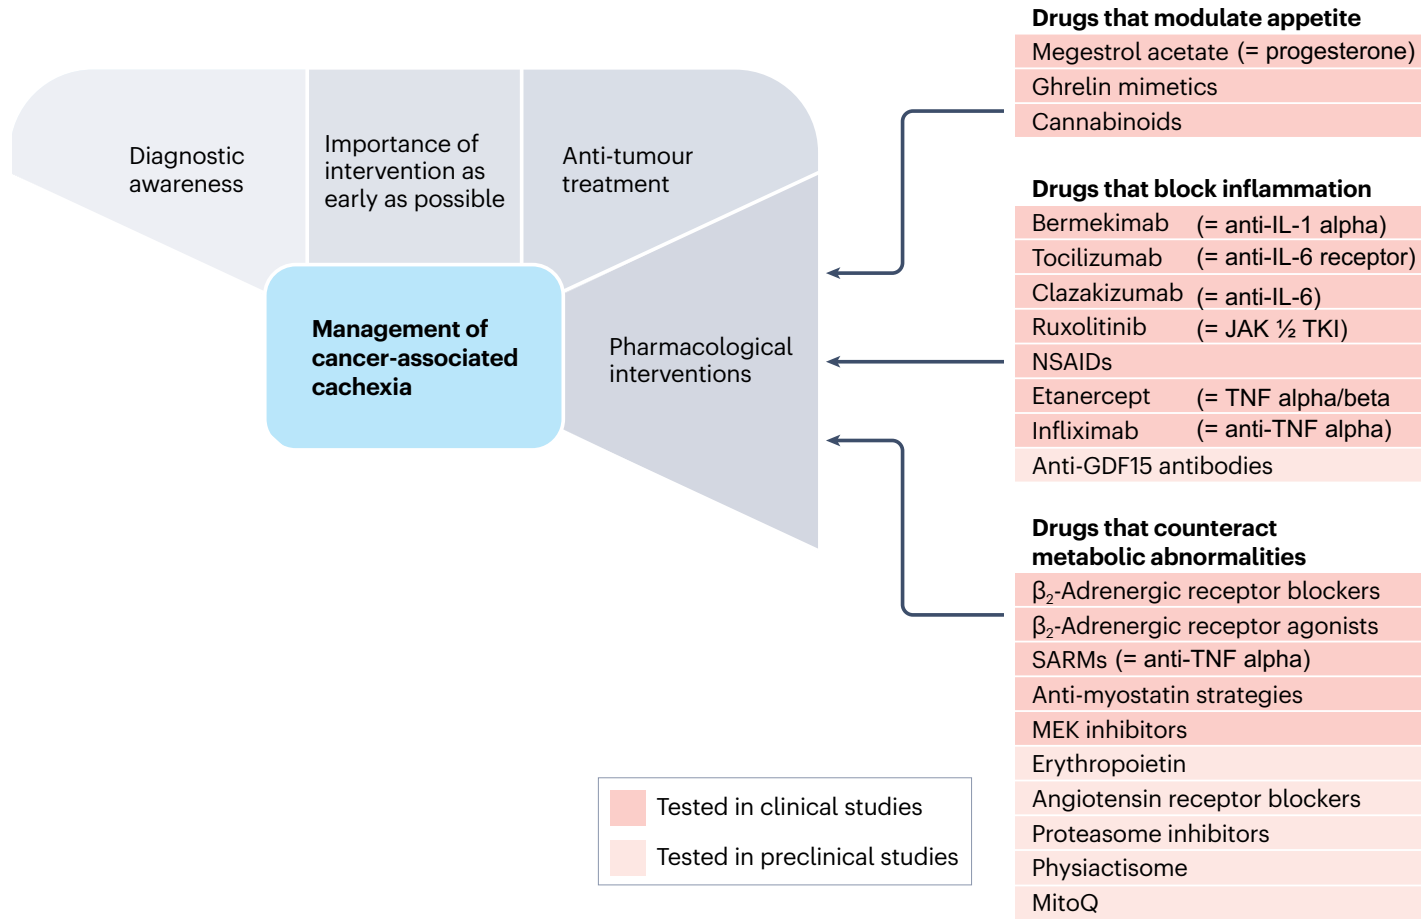 Diagnostic
awareness
Importance of
intervention as
early as possible
Anti-tumour
treatment
Management of
cancer-associated
cachexia
Pharmacological
interventions
Drugs that modulate appetite
Megestrol acetate (= progesterone)
Ghrelin mimetics
Cannabinoids
Drugs that block inflammation
Bermekimab (= anti-IL-1 alpha)
Tocilizumab (= anti-IL-6 receptor)
Clazakizumab (= anti-IL-6)
Ruxolitinib (= JAK ½ TKI)
NSAIDs
Etanercept (= TNF alpha/beta
Infliximab (= anti-TNF alpha)
Anti-GDF15 antibodies
Drugs that counteract
metabolic abnormalities
β₂-Adrenergic receptor blockers
β₂-Adrenergic receptor agonists
SARMs (= anti-TNF alpha)
Anti-myostatin strategies
MEK inhibitors
Erythropoietin
Angiotensin receptor blockers
Proteasome inhibitors
Physiactisome
MitoQ
Tested in clinical studies
Tested in preclinical studies